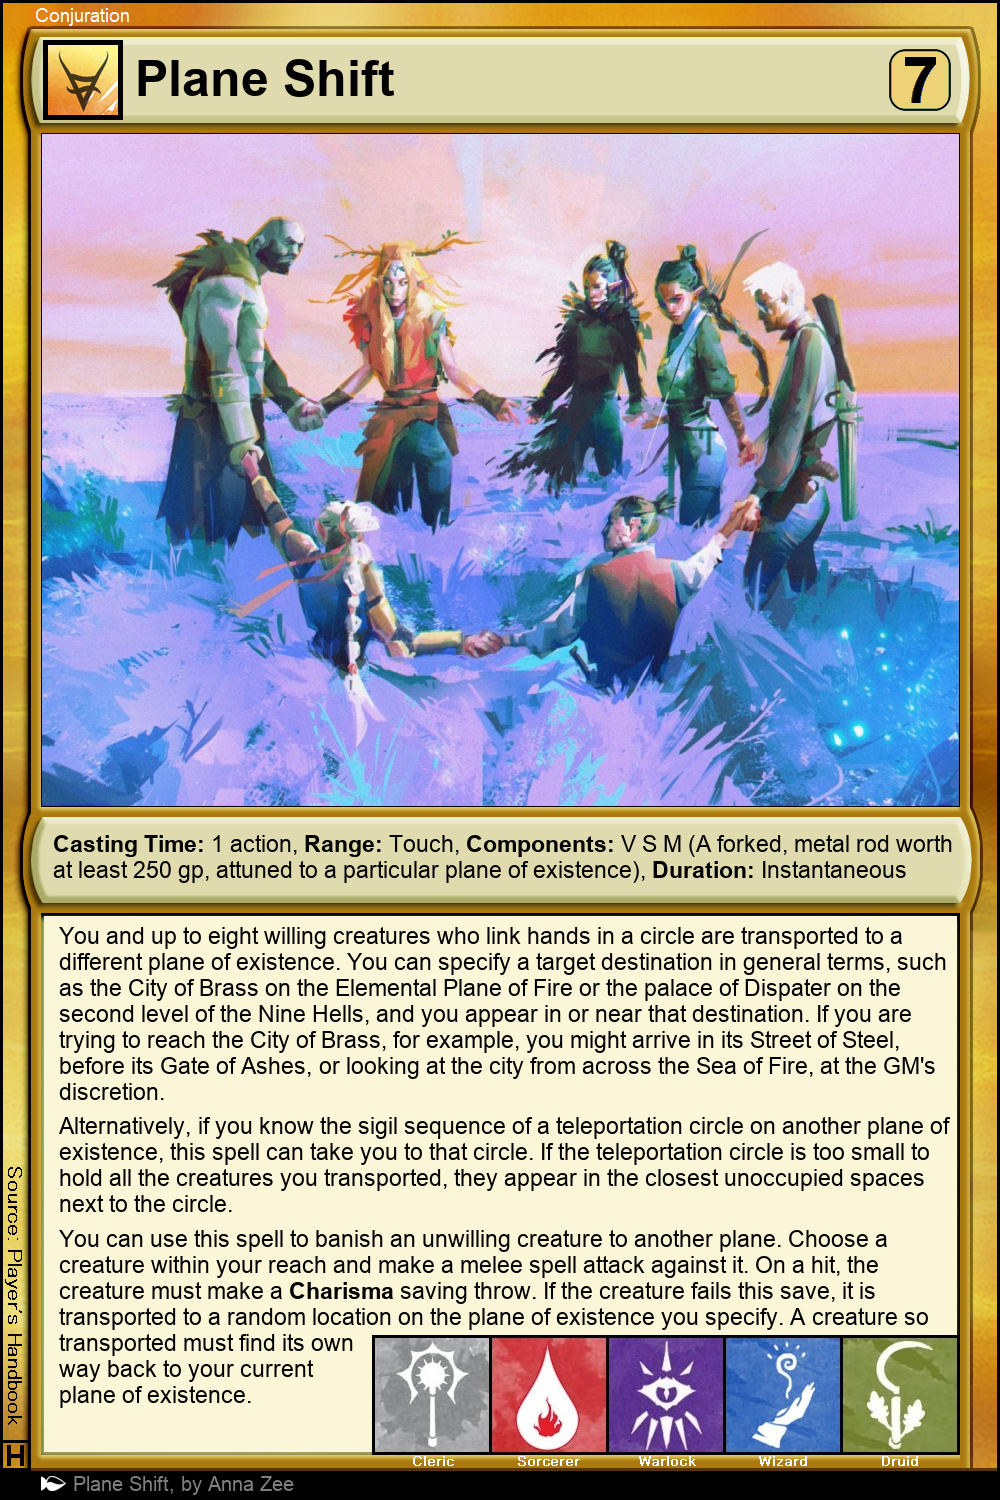 Conjuration
Plane Shift
7
Casting Time: 1 action, Range: Touch, Components: V S M (A forked, metal rod worth
at least 250 gp, attuned to a particular plane of existence), Duration: Instantaneous
You and up to eight willing creatures who link hands in a circle are transported to a
different plane of existence. You can specify a target destination in general terms, such
as the City of Brass on the Elemental Plane of Fire or the palace of Dispater on the
second level of the Nine Hells, and you appear in or near that destination. If you are
trying to reach the City of Brass, for example, you might arrive in its Street of Steel,
before its Gate of Ashes, or looking at the city from across the Sea of Fire, at the GM's
discretion.
Alternatively, if you know the sigil sequence of a teleportation circle on another plane of
existence, this spell can take you to that circle. If the teleportation circle is too small to
hold all the creatures you transported, they appear in the closest unoccupied spaces
next to the circle.
You can use this spell to banish an unwilling creature to another plane. Choose a
creature within your reach and make a melee spell attack against it. On a hit, the
creature must make a Charisma saving throw. If the creature fails this save, it is
transported to a random location on the plane of existence you specify. A creature so
transported must find its own
way back to your current
plane of existence.
Cleric Sorcerer Warlock Wizard Druid
Source: Player's Handbook
H
Plane Shift, by Anna Zee